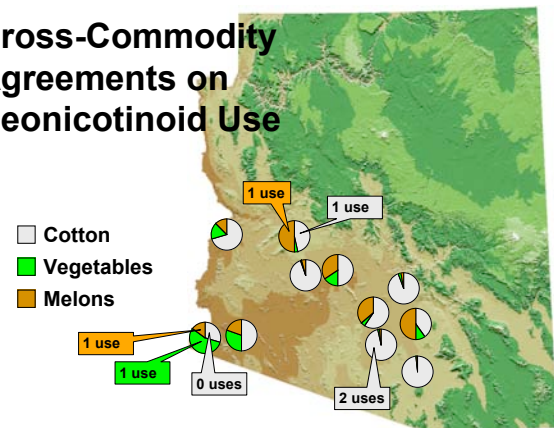 ross-Commodity
greements on
eonicotinoid Use
1 use
1 use
Cotton
Vegetables
Melons
1 use
1 use
0 uses
2 uses